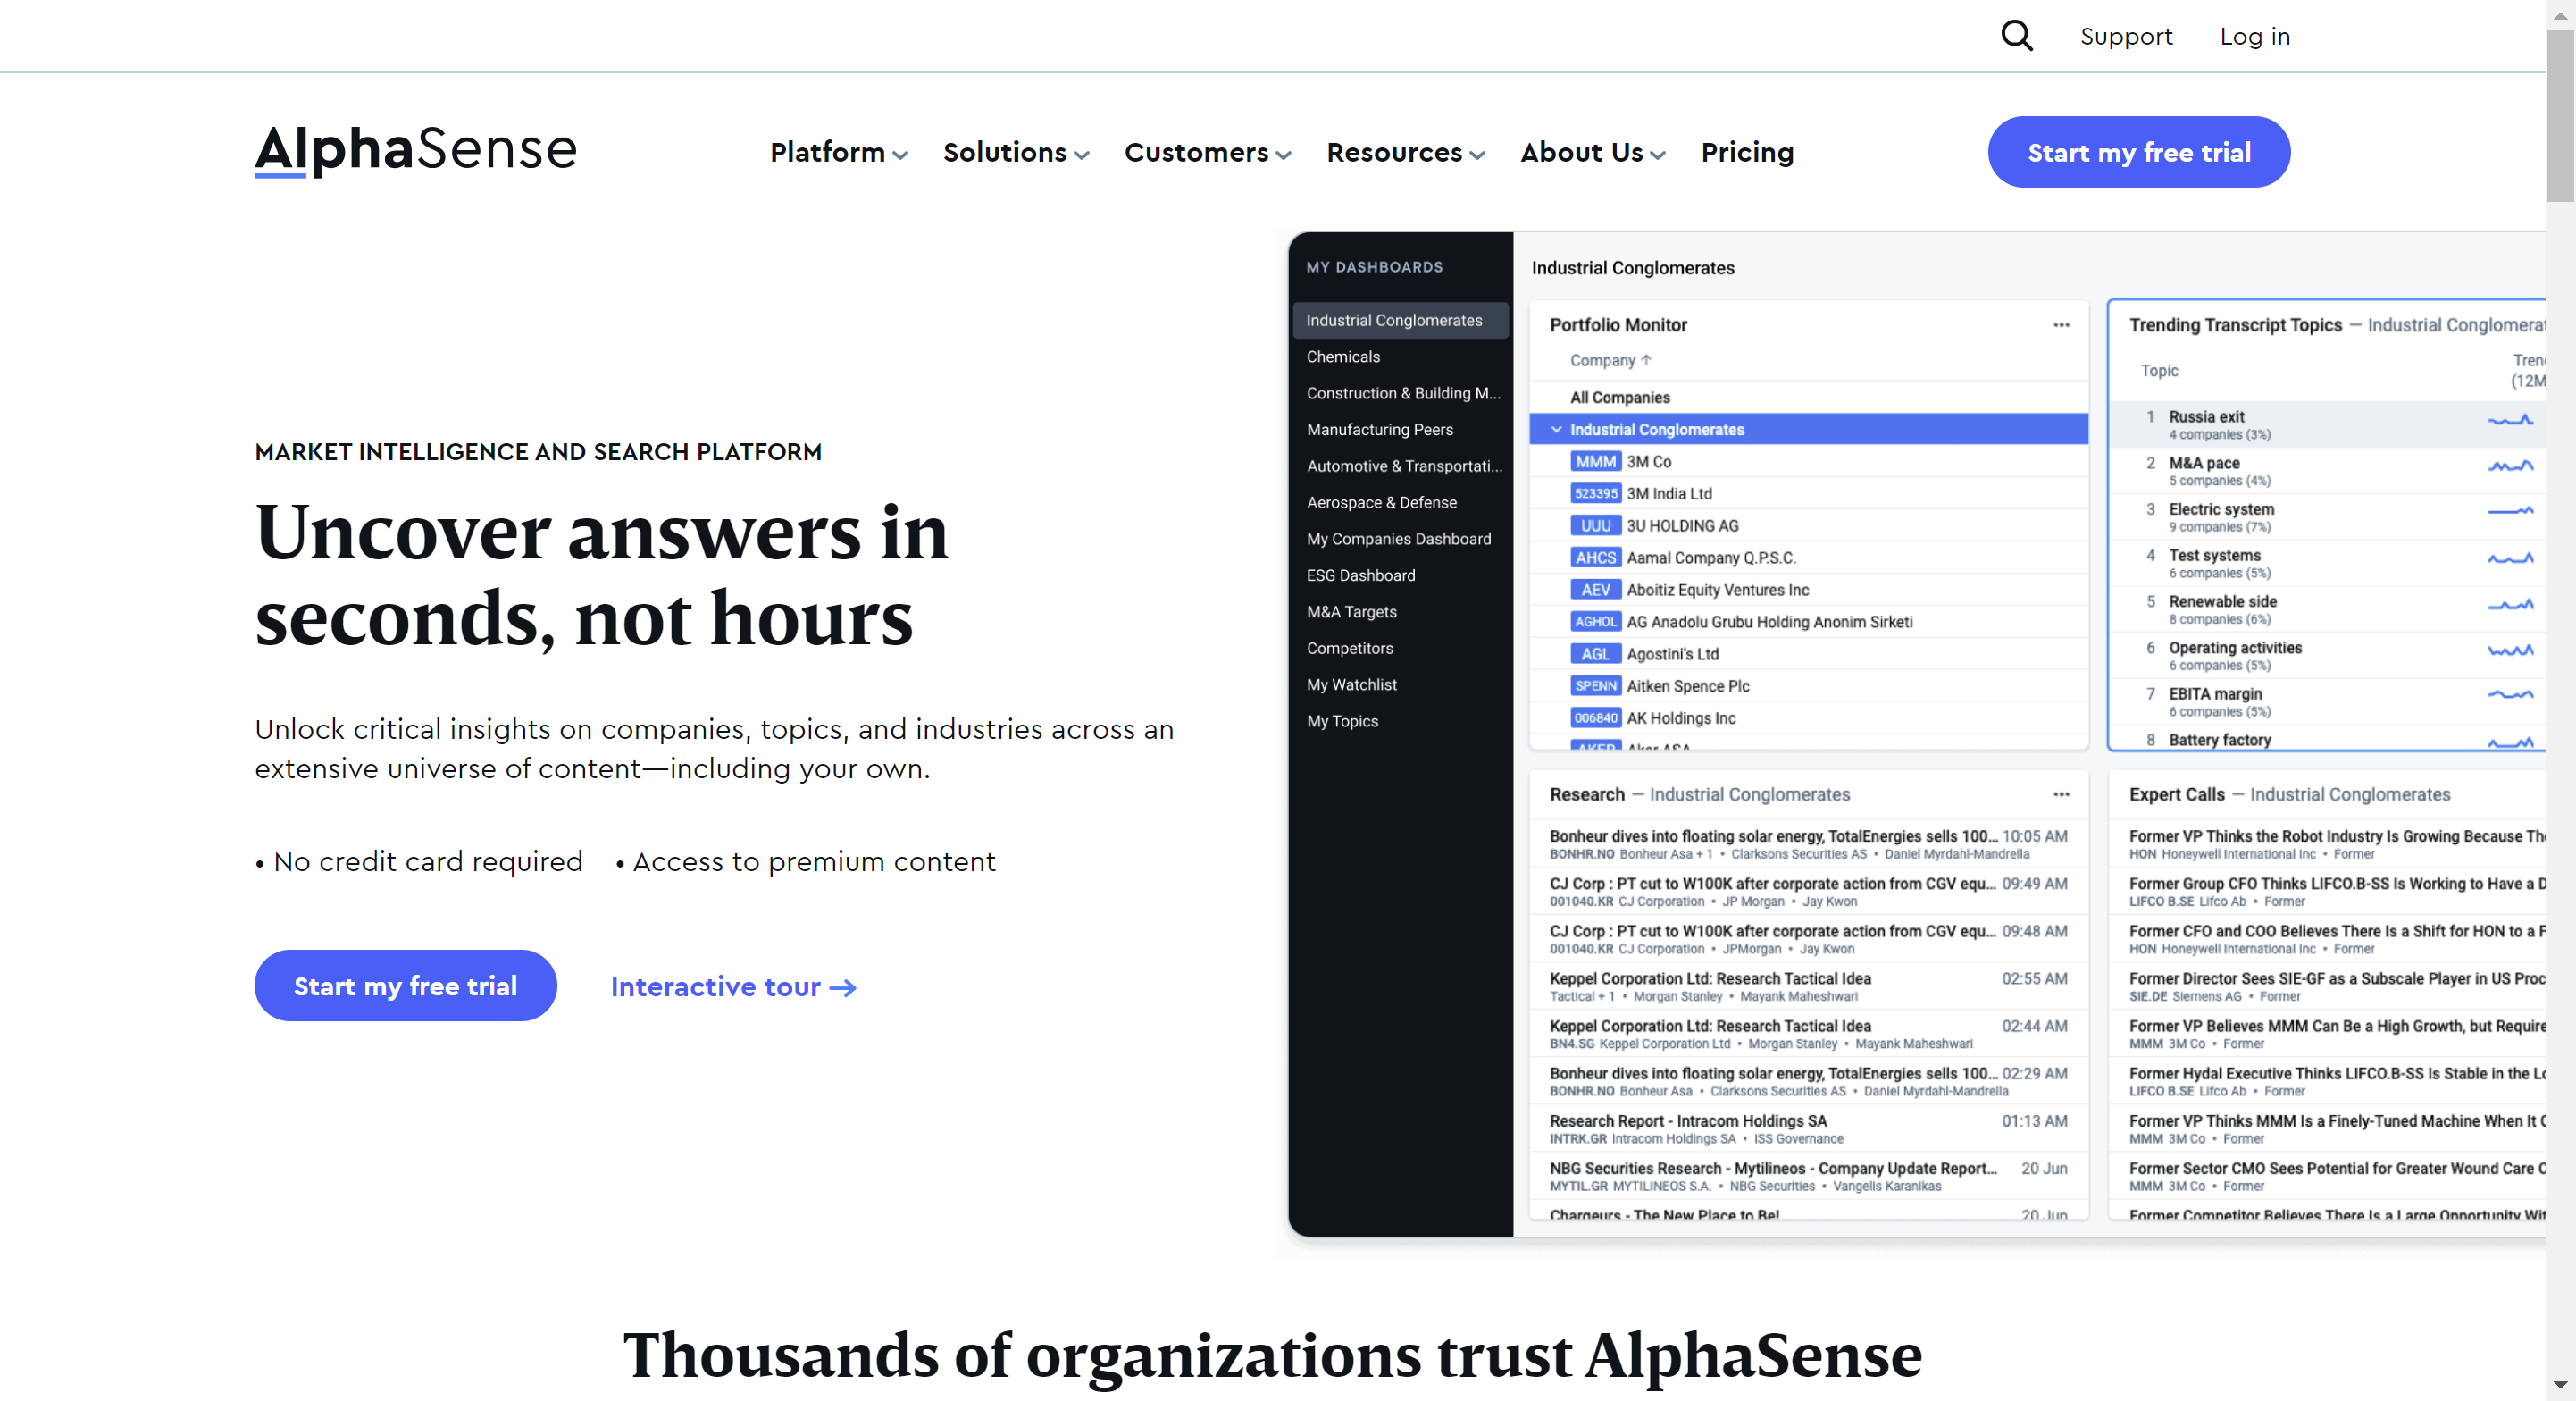 Support
Log in
AlphaSense
Platform
Solutions
Customers
Resources
About Us
Pricing
Start my free trial
MARKET INTELLIGENCE AND SEARCH PLATFORM
Uncover answers in
seconds, not hours
Unlock critical insights on companies, topics, and industries across an
extensive universe of content—including your own.
• No credit card required
• Access to premium content
Start my free trial
Interactive tour →
MY DASHBOARDS
Industrial Conglomerates
Chemicals
Construction & Building M...
Manufacturing Peers
Automotive & Transportati...
Aerospace & Defense
My Companies Dashboard
ESG Dashboard
M&A Targets
Competitors
My Watchlist
My Topics
Industrial Conglomerates
Portfolio Monitor
Company ↑
All Companies
Industrial Conglomerates
MMM 3M Co
523395 3M India Ltd
UUU 3U HOLDING AG
AHCS Aamal Company Q.P.S.C.
AEV Aboitiz Equity Ventures Inc
AGHOL AG Anadolu Grubu Holding Anonim Sirketi
AGL Agostini's Ltd
SPENN Aitken Spence Plc
006840 AK Holdings Inc
AKER Aker ASA
Trending Transcript Topics — Industrial Conglomerat
Topic
Tren
(12M
1 Russia exit
4 companies (3%)
2 M&A pace
5 companies (4%)
3 Electric system
9 companies (7%)
4 Test systems
6 companies (5%)
5 Renewable side
8 companies (6%)
6 Operating activities
6 companies (5%)
7 EBITA margin
6 companies (5%)
8 Battery factory
Research — Industrial Conglomerates
Bonheur dives into floating solar energy, TotalEnergies sells 100... 10:05 AM
BONHR.NO Bonheur Asa + 1 • Clarksons Securities AS • Daniel Myrdahl-Mandrella
CJ Corp : PT cut to W100K after corporate action from CGV equ... 09:49 AM
001040.KR CJ Corporation • JP Morgan • Jay Kwon
CJ Corp : PT cut to W100K after corporate action from CGV equ... 09:48 AM
001040.KR CJ Corporation • JPMorgan • Jay Kwon
Keppel Corporation Ltd: Research Tactical Idea 02:55 AM
Tactical + 1 • Morgan Stanley • Mayank Maheshwari
Keppel Corporation Ltd: Research Tactical Idea 02:44 AM
BN4.SG Keppel Corporation Ltd • Morgan Stanley • Mayank Maheshwari
Bonheur dives into floating solar energy, TotalEnergies sells 100... 02:29 AM
BONHR.NO Bonheur Asa • Clarksons Securities AS • Daniel Myrdahl-Mandrella
Research Report - Intracom Holdings SA 01:13 AM
INTRK.GR Intracom Holdings SA • ISS Governance
NBG Securities Research - Mytilineos - Company Update Report... 20 Jun
MYTIL.GR MYTILINEOS S.A. • NBG Securities • Vangelis Karanikas
Chargeurs - The New Place to Be! 20 Jun
Expert Calls — Industrial Conglomerates
Former VP Thinks the Robot Industry Is Growing Because Th
HON Honeywell International Inc • Former
Former Group CFO Thinks LIFCO.B-SS Is Working to Have a D
LIFCO B.SE Lifco Ab • Former
Former CFO and COO Believes There Is a Shift for HON to a F
HON Honeywell International Inc • Former
Former Director Sees SIE-GF as a Subscale Player in US Proc
SIE.DE Siemens AG • Former
Former VP Believes MMM Can Be a High Growth, but Require
MMM 3M Co • Former
Former Hydal Executive Thinks LIFCO.B-SS Is Stable in the Lo
LIFCO B.SE Lifco Ab • Former
Former VP Thinks MMM Is a Finely-Tuned Machine When It C
MMM 3M Co • Former
Former Sector CMO Sees Potential for Greater Wound Care C
MMM 3M Co • Former
Former Competitor Believes There Is a Large Opportunity Wit
Thousands of organizations trust AlphaSense